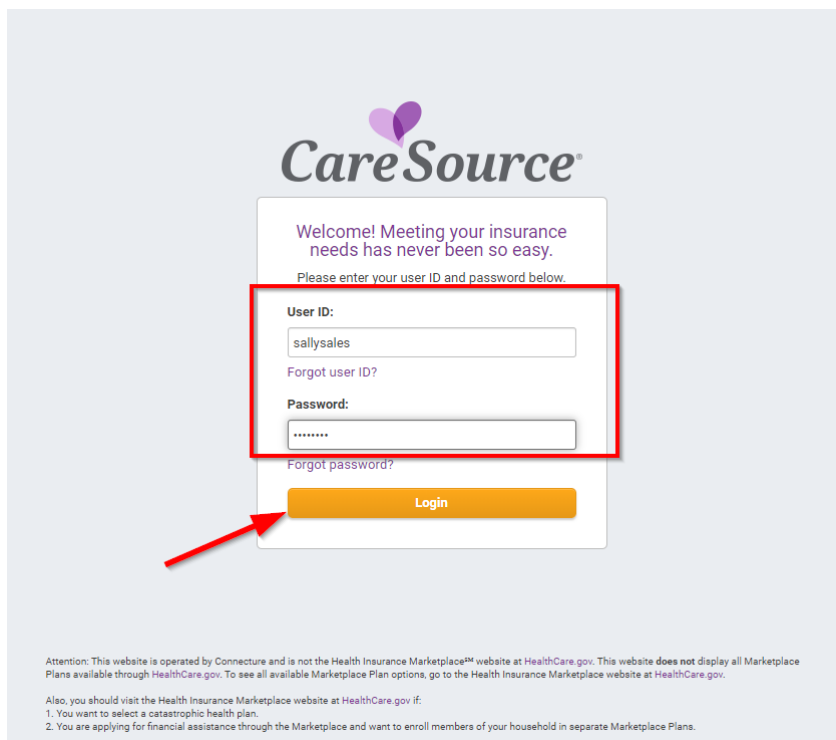 CareSource®
Welcome! Meeting your insurance
needs has never been so easy.
Please enter your user ID and password below.
User ID:
sallysales
Forgot user ID?
Password:
••••••••
Forgot password?
Login
Attention: This website is operated by Connecture and is not the Health Insurance Marketplace℠ website at HealthCare.gov. This website does not display all Marketplace
Plans available through HealthCare.gov. To see all available Marketplace Plan options, go to the Health Insurance Marketplace website at HealthCare.gov.
Also, you should visit the Health Insurance Marketplace website at HealthCare.gov if:
1. You want to select a catastrophic health plan.
2. You are applying for financial assistance through the Marketplace and want to enroll members of your household in separate Marketplace Plans.